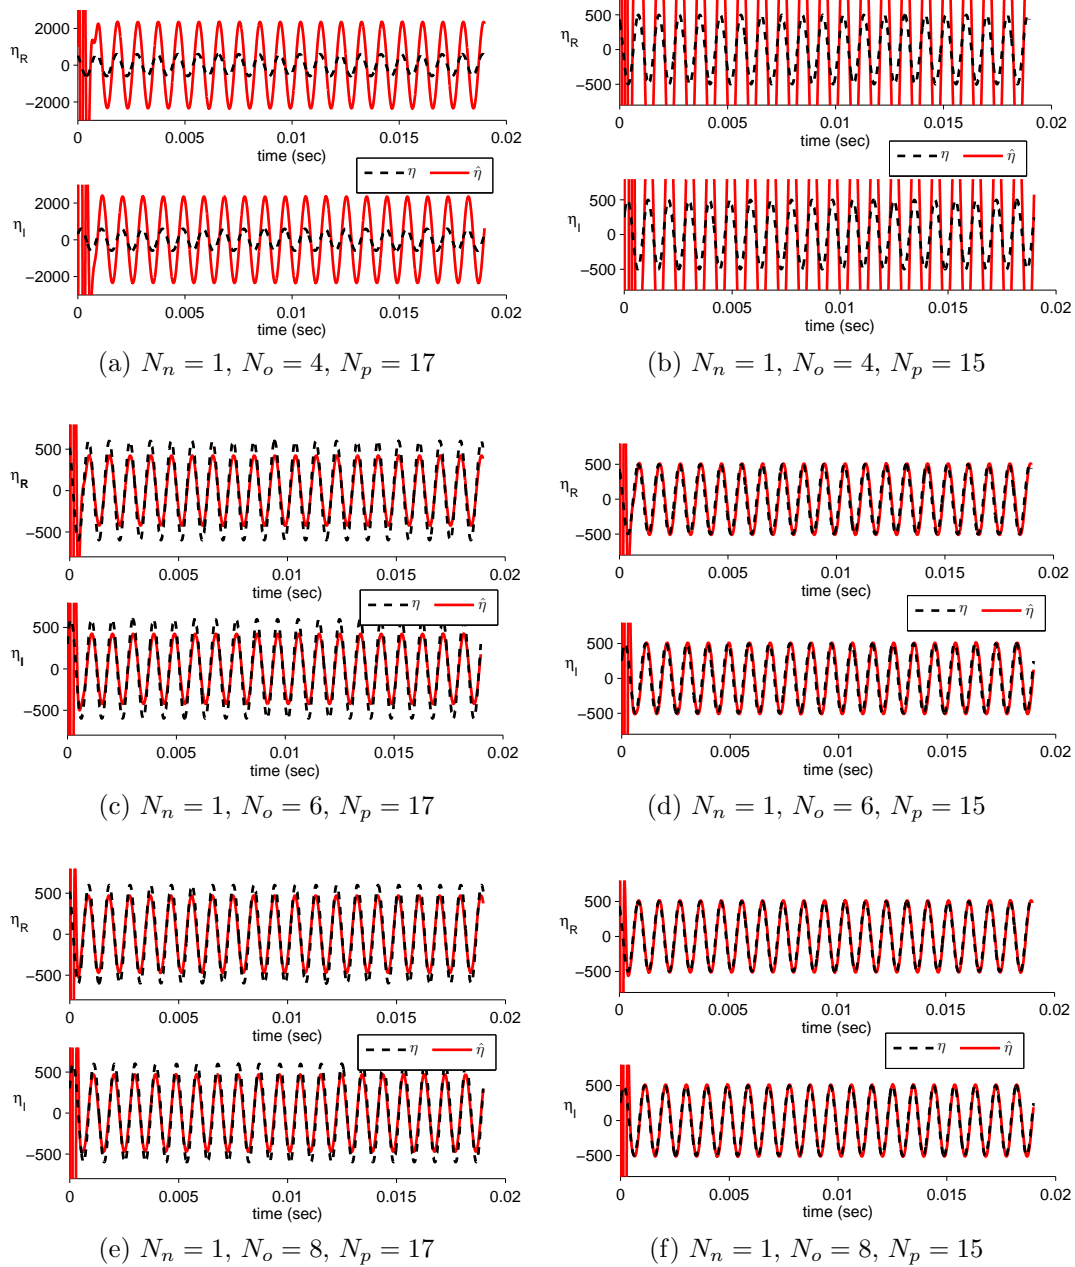 2000
0
−2000
η_R
0 0.005 0.01 0.015 0.02
time (sec)
η η̂
2000
0
−2000
η_I
0 0.005 0.01 0.015 0.02
time (sec)
(a) N_n = 1, N_o = 4, N_p = 17
500
0
−500
η_R
0 0.005 0.01 0.015 0.02
time (sec)
η η̂
500
0
−500
η_I
0 0.005 0.01 0.015 0.02
time (sec)
(b) N_n = 1, N_o = 4, N_p = 15
500
0
−500
η_R
0 0.005 0.01 0.015 0.02
time (sec)
η η̂
500
0
−500
η_I
0 0.005 0.01 0.015 0.02
time (sec)
(c) N_n = 1, N_o = 6, N_p = 17
500
0
−500
η_R
0 0.005 0.01 0.015 0.02
time (sec)
η η̂
500
0
−500
η_I
0 0.005 0.01 0.015 0.02
time (sec)
(d) N_n = 1, N_o = 6, N_p = 15
500
0
−500
η_R
0 0.005 0.01 0.015 0.02
time (sec)
η η̂
500
0
−500
η_I
0 0.005 0.01 0.015 0.02
time (sec)
(e) N_n = 1, N_o = 8, N_p = 17
500
0
−500
η_R
0 0.005 0.01 0.015 0.02
time (sec)
η η̂
500
0
−500
η_I
0 0.005 0.01 0.015 0.02
time (sec)
(f) N_n = 1, N_o = 8, N_p = 15